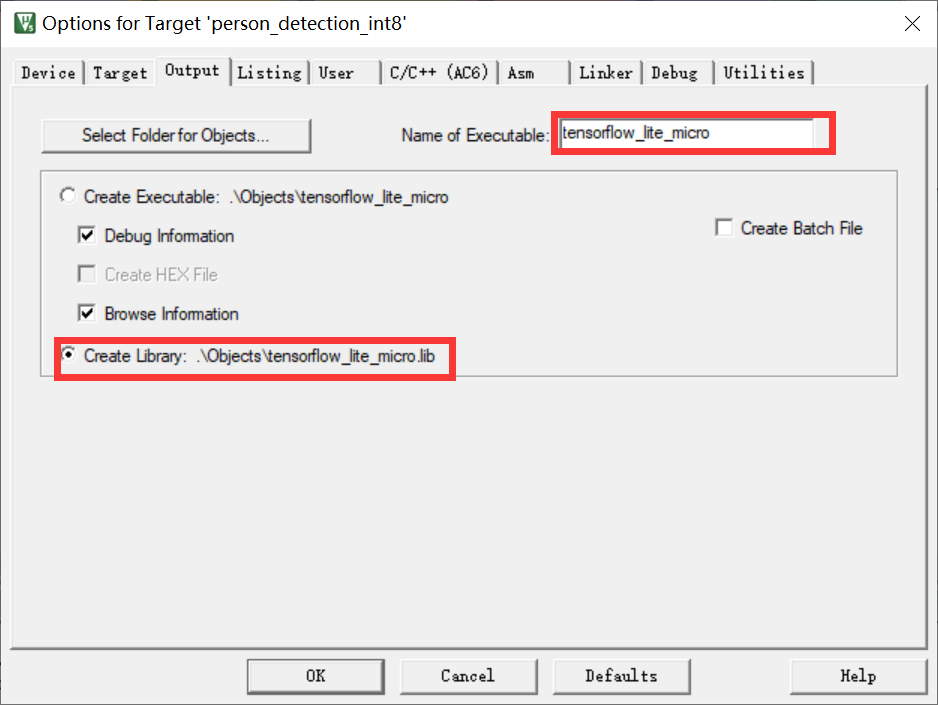 Options for Target 'person_detection_int8'
Device Target Output Listing User C/C++ (AC6) Asm Linker Debug Utilities
Select Folder for Objects... Name of Executable: tensorflow_lite_micro
Create Executable: .\Objects\tensorflow_lite_micro
Debug Information Create Batch File
Create HEX File
Browse Information
Create Library: .\Objects\tensorflow_lite_micro.lib
OK Cancel Defaults Help